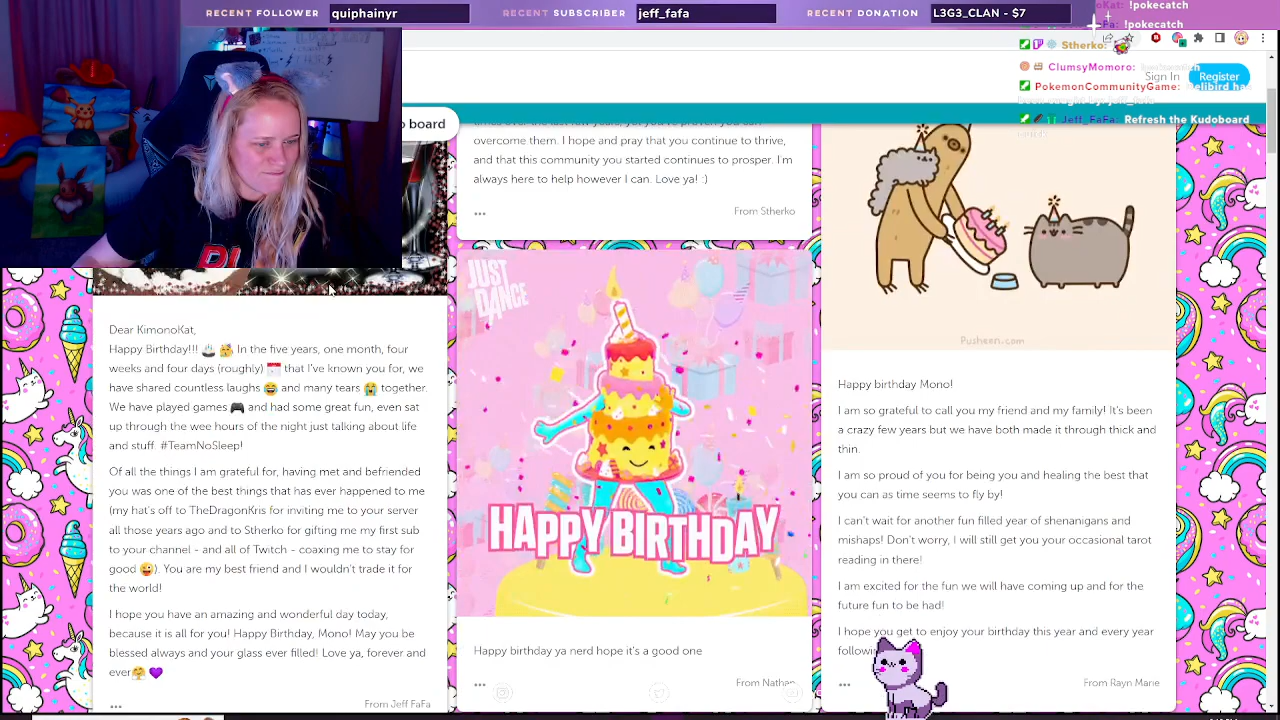 RECENT FOLLOWER quiphainyr RECENT SUBSCRIBER jeff_fafa RECENT DONATION L3G3_CLAN - $7
!pokecatch
Fa: !pokecatch
Stherko:
ClumsyMomoro:
PokemonCommunityGame: Delibird has
been caught by: jeff_fafa
Jeff_FaFa: Refresh the Kudoboard
Sign In Register
o board
overcome them. I hope and pray that you continue to thrive,
and that this community you started continues to prosper. I'm
always here to help however I can. Love ya! :)
From Stherko
JUST
DANCE
HAPPY BIRTHDAY
Happy birthday ya nerd hope it's a good one
From Nathan
Dear KimonoKat,
Happy Birthday!!! 🎂 🥳 In the five years, one month, four
weeks and four days (roughly) 📅 that I've known you for, we
have shared countless laughs 😂 and many tears 😭 together.
We have played games 🎮 and had some great fun, even sat
up through the wee hours of the night just talking about life
and stuff. #TeamNoSleep!
Of all the things I am grateful for, having met and befriended
you was one of the best things that has ever happened to me
(my hat's off to TheDragonKris for inviting me to your server
all those years ago and to Stherko for gifting me my first sub
to your channel - and all of Twitch - coaxing me to stay for
good 😜). You are my best friend and I wouldn't trade it for
the world!
I hope you have an amazing and wonderful day today,
because it is all for you! Happy Birthday, Mono! May you be
blessed always and your glass ever filled! Love ya, forever and
ever🤗 💜
From Jeff FaFa
Pusheen.com
Happy birthday Mono!
I am so grateful to call you my friend and my family! It's been
a crazy few years but we have both made it through thick and
thin.
I am so proud of you for being you and healing the best that
you can as time seems to fly by!
I can't wait for another fun filled year of shenanigans and
mishaps! Don't worry, I will still get you your occasional tarot
reading in there!
I am excited for the fun we will have coming up and for the
future fun to be had!
I hope you get to enjoy your birthday this year and every year
From Rayn Marie